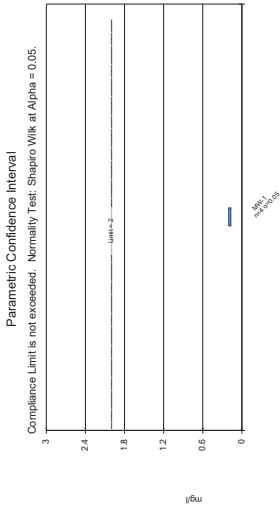 Parametric Confidence Interval
Compliance Limit is not exceeded. Normality Test: Shapiro Wilk at Alpha = 0.05.
3
2.4
1.8
1.2
0.6
0
mg/l
Limit = 2
MW-1
n=4 α=0.05